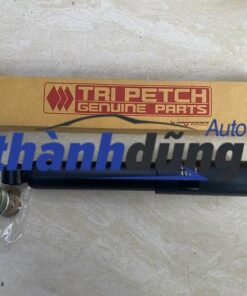 TRI PETCH
GENUINE PARTS
Auto
thànhdũng